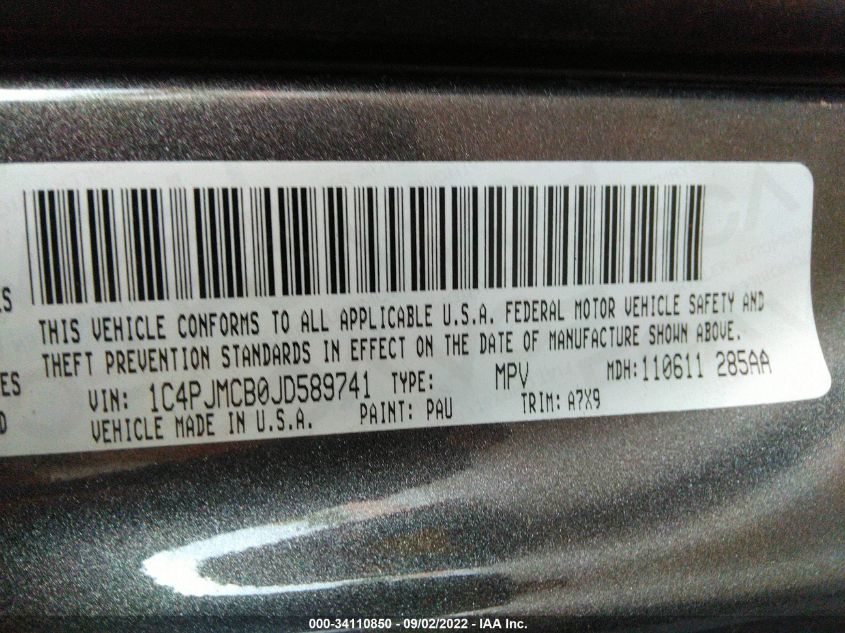 ES
THIS VEHICLE CONFORMS TO ALL APPLICABLE U.S.A. FEDERAL MOTOR VEHICLE SAFETY AND
THEFT PREVENTION STANDARDS IN EFFECT ON THE DATE OF MANUFACTURE SHOWN ABOVE.
ES
VIN: 1C4PJMCB0JD589741 TYPE: MPV MDH: 110611 285AA
D
VEHICLE MADE IN U.S.A. PAINT: PAU TRIM: A7X9
000-34110850 - 09/02/2022 - IAA Inc.